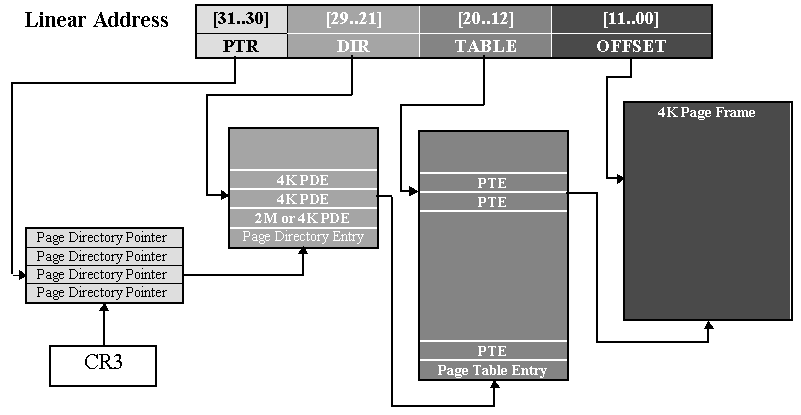 Linear Address [31..30] [29..21] [20..12] [11..00]
PTR DIR TABLE OFFSET
4K Page Frame
4K PDE
4K PDE
2M or 4K PDE
Page Directory Entry
PTE
PTE
PTE
Page Table Entry
Page Directory Pointer
Page Directory Pointer
Page Directory Pointer
Page Directory Pointer
CR3